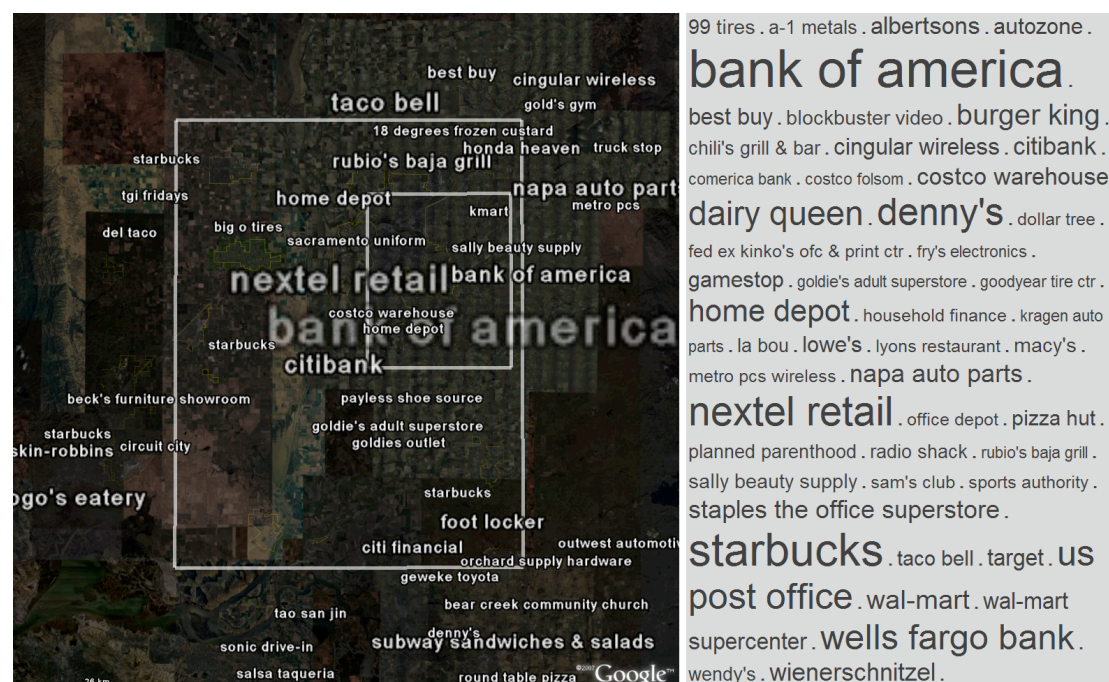 best buy
cingular wireless
taco bell
gold's gym
18 degrees frozen custard
honda heaven
truck stop
starbucks
rubio's baja grill
tgi fridays
home depot
napa auto parts
metro pcs
kmart
del taco
big o tires
sacramento uniform
sally beauty supply
nextel retail
bank of america
costco warehouse
bank of america
home depot
starbucks
citibank
beck's furniture showroom
payless shoe source
goldie's adult superstore
starbucks
goldies outlet
skin-robbins
circuit city
ogo's eatery
starbucks
foot locker
citi financial
outwest automotiv
orchard supply hardware
geweke toyota
tao san jin
bear creek community church
denny's
sonic drive-in
subway sandwiches & salads
salsa taqueria
round table pizza
©2007 Google™
99 tires . a-1 metals . albertsons . autozone .
bank of america .
best buy . blockbuster video . burger king .
chili's grill & bar . cingular wireless . citibank .
comerica bank . costco folsom . costco warehouse
dairy queen . denny's . dollar tree .
fed ex kinko's ofc & print ctr . fry's electronics .
gamestop . goldie's adult superstore . goodyear tire ctr .
home depot . household finance . kragen auto
parts . la bou . lowe's . lyons restaurant . macy's .
metro pcs wireless . napa auto parts .
nextel retail . office depot . pizza hut .
planned parenthood . radio shack . rubio's baja grill .
sally beauty supply . sam's club . sports authority .
staples the office superstore .
starbucks . taco bell . target . us
post office . wal-mart . wal-mart
supercenter . wells fargo bank .
wendy's . wienerschnitzel .